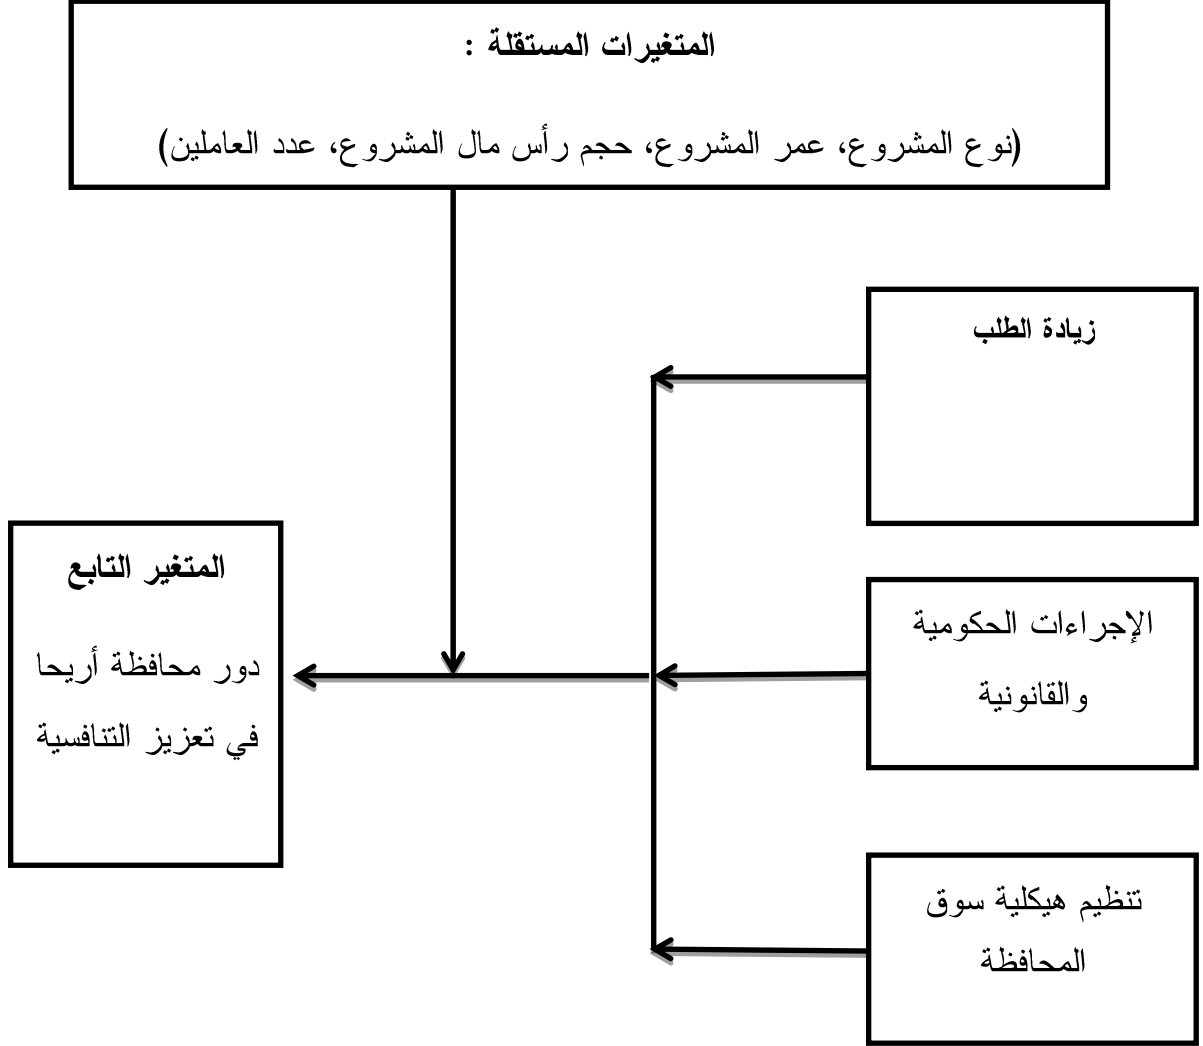 المتغيرات المستقلة :
(نوع المشروع، عمر المشروع، حجم رأس مال المشروع، عدد العاملين)
زيادة الطلب
الإجراءات الحكومية
والقانونية
تنظيم هيكلية سوق
المحافظة
المتغير التابع
دور محافظة أريحا
في تعزيز التنافسية